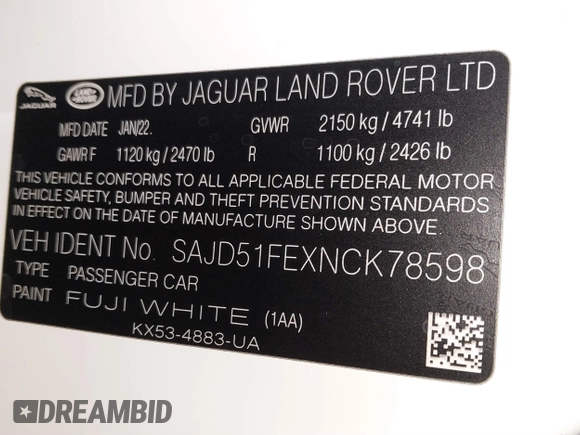 JAGUAR LAND ROVER MFD BY JAGUAR LAND ROVER LTD
MFD DATE JAN/22. GVWR 2150 kg / 4741 lb
GAWR F 1120 kg / 2470 lb R 1100 kg / 2426 lb
THIS VEHICLE CONFORMS TO ALL APPLICABLE FEDERAL MOTOR
VEHICLE SAFETY, BUMPER AND THEFT PREVENTION STANDARDS
IN EFFECT ON THE DATE OF MANUFACTURE SHOWN ABOVE.
VEH IDENT No. SAJD51FEXNCK78598
TYPE PASSENGER CAR
PAINT FUJI WHITE (1AA)
KX53-4883-UA
DREAMBID